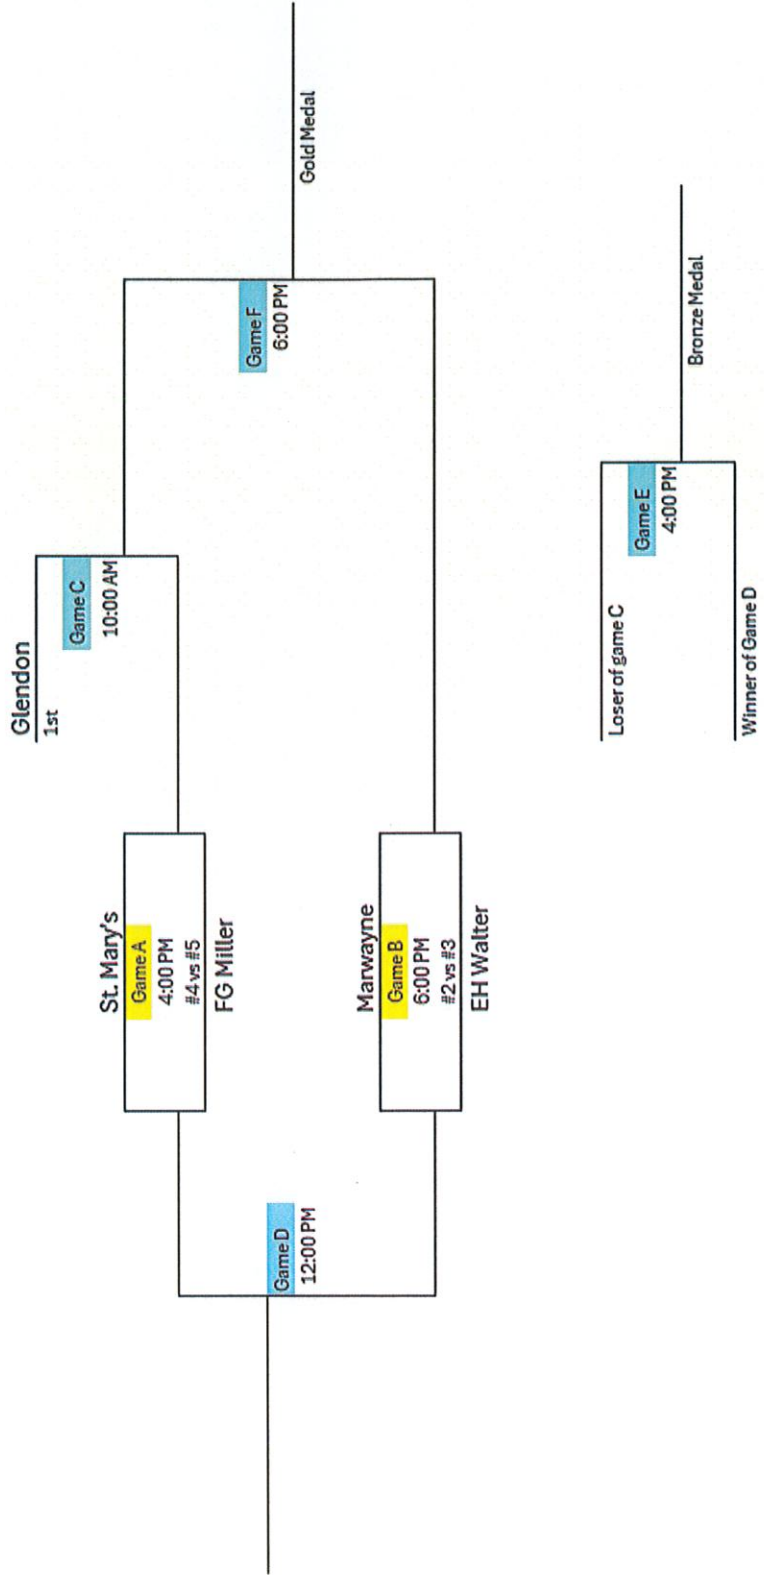 Glendon
1st
Game C
10:00 AM
St. Mary's
Game A
4:00 PM
#4 vs #5
FG Miller
Game F
6:00 PM
Gold Medal
Game D
12:00 PM
Marwayne
Game B
6:00 PM
#2 vs #3
EH Walter
Loser of game C
Game E
4:00 PM
Bronze Medal
Winner of Game D